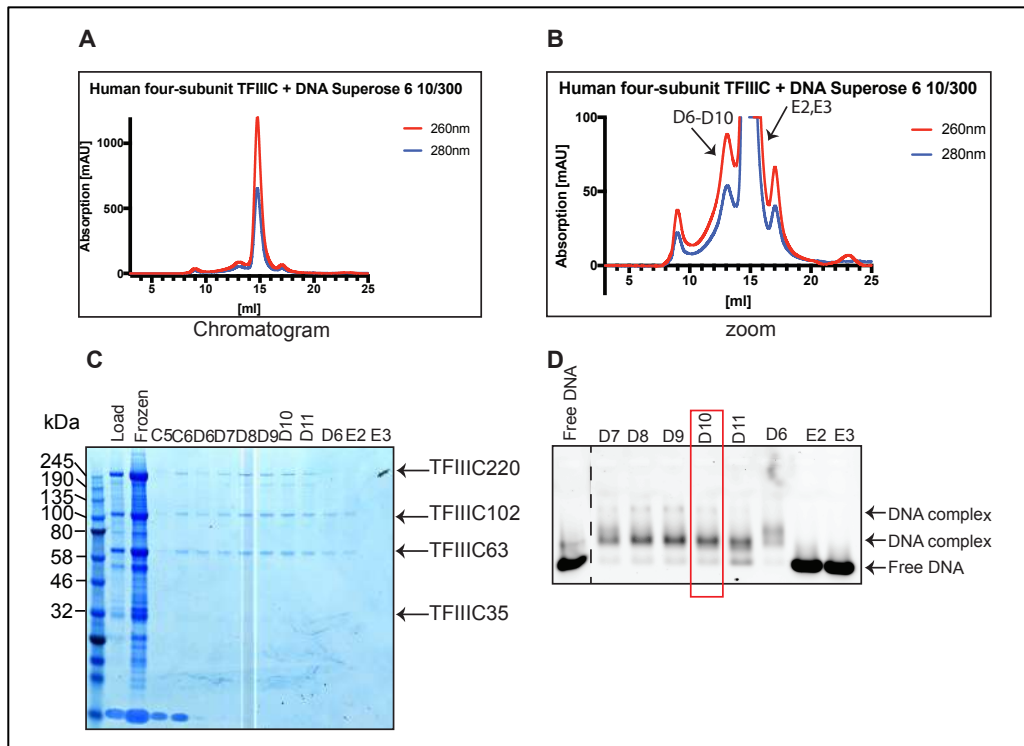 A
Human four-subunit TFIIIC + DNA Superose 6 10/300
260nm
280nm
Absorption [mAU]
1000
500
0
5 10 15 20 25
[ml]
Chromatogram
B
Human four-subunit TFIIIC + DNA Superose 6 10/300
D6-D10
E2,E3
260nm
280nm
Absorption [mAU]
100
50
0
5 10 15 20 25
[ml]
zoom
C
kDa
Load Frozen C5 C6 D6 D7 D8 D9 D10 D11 D6 E2 E3
245
190
135
100
80
58
46
32
TFIIIC220
TFIIIC102
TFIIIC63
TFIIIC35
D
Free DNA D7 D8 D9 D10 D11 D6 E2 E3
DNA complex
DNA complex
Free DNA